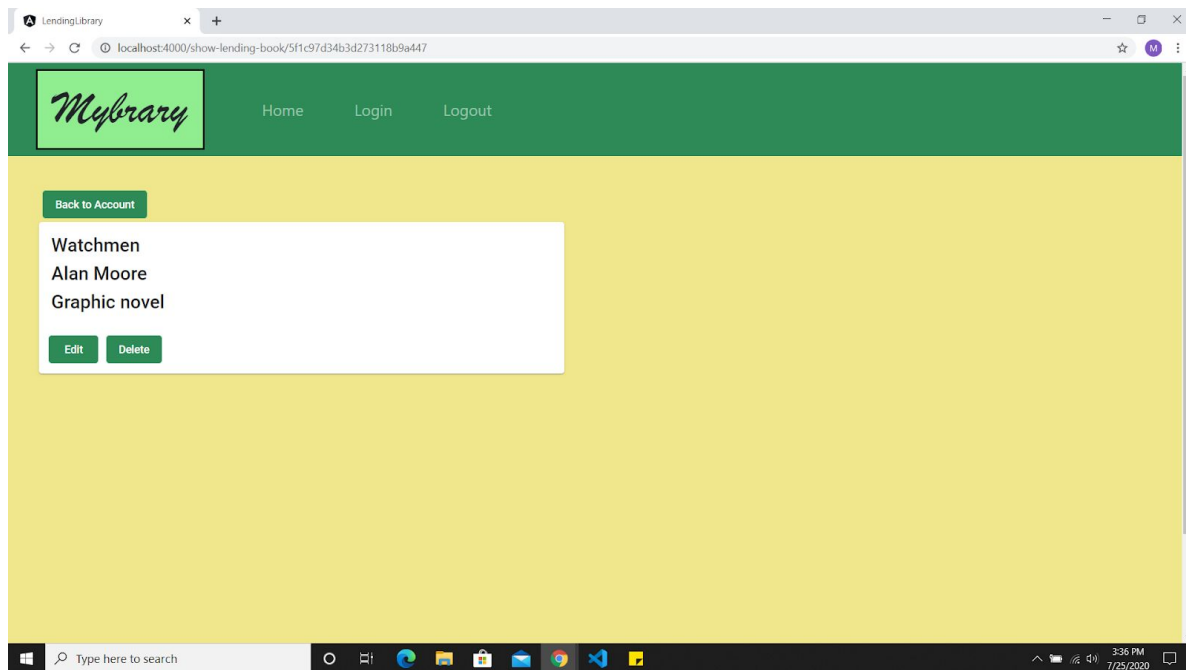 LendingLibrary
localhost:4000/show-lending-book/5f1c97d34b3d273118b9a447
M
Mybrary
Home Login Logout
Back to Account
Watchmen
Alan Moore
Graphic novel
Edit Delete
Type here to search
3:36 PM
7/25/2020